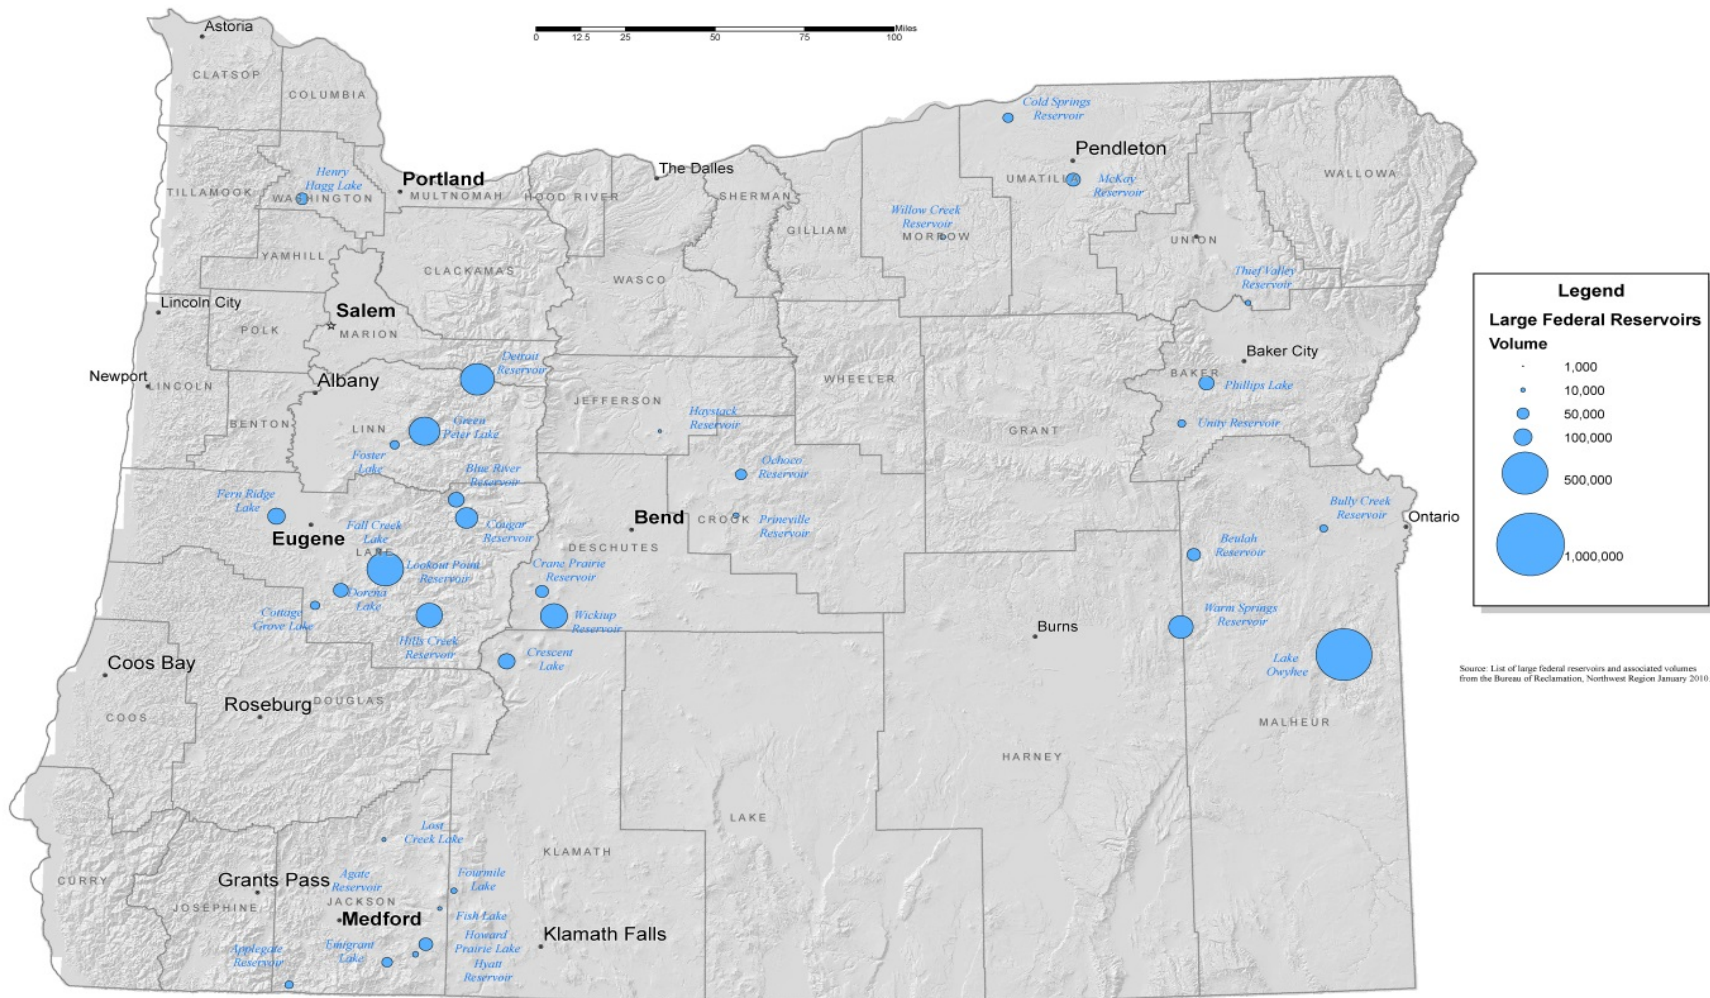 Astoria
CLATSOP
COLUMBIA
0 12.5 25 50 75 100 Miles
Cold Springs
Reservoir
Pendleton
UMATILLA
McKay
Reservoir
WALLOWA
Henry
Hagg Lake
TILLAMOOK
WASHINGTON
Portland
MULTNOMAH
HOOD RIVER
The Dalles
SHERMAN
GILLIAM
Willow Creek
Reservoir
MORROW
UNION
YAMHILL
CLACKAMAS
WASCO
Thief Valley
Reservoir
Lincoln City
POLK
Salem
MARION
Baker City
BAKER
Phillips Lake
Unity Reservoir
Newport
LINCOLN
Albany
Detroit
Reservoir
BENTON
LINN
Green
Peter Lake
Foster
Lake
JEFFERSON
Haystack
Reservoir
WHEELER
GRANT
Blue River
Reservoir
Ochoco
Reservoir
Fern Ridge
Lake
Eugene
Fall Creek
Lake
LANE
Cougar
Reservoir
Bend
DESCHUTES
CROOK
Prineville
Reservoir
Bully Creek
Reservoir
Ontario
Beulah
Reservoir
Lookout Point
Reservoir
Crane Prairie
Reservoir
Dorena
Lake
Cottage
Grove Lake
Hills Creek
Reservoir
Wickiup
Reservoir
Burns
Warm Springs
Reservoir
Lake
Owyhee
Crescent
Lake
Coos Bay
COOS
Roseburg
DOUGLAS
MALHEUR
HARNEY
LAKE
KLAMATH
Lost
Creek Lake
CURRY
Grants Pass
JOSEPHINE
Agate
Reservoir
JACKSON
Medford
Fourmile
Lake
Fish Lake
Howard
Prairie Lake
Hyatt
Reservoir
Emigrant
Lake
Applegate
Reservoir
Klamath Falls
Legend
Large Federal Reservoirs
Volume
1,000
10,000
50,000
100,000
500,000
1,000,000
Source: List of large federal reservoirs and associated volumes
from the Bureau of Reclamation, Northwest Region January 2010.